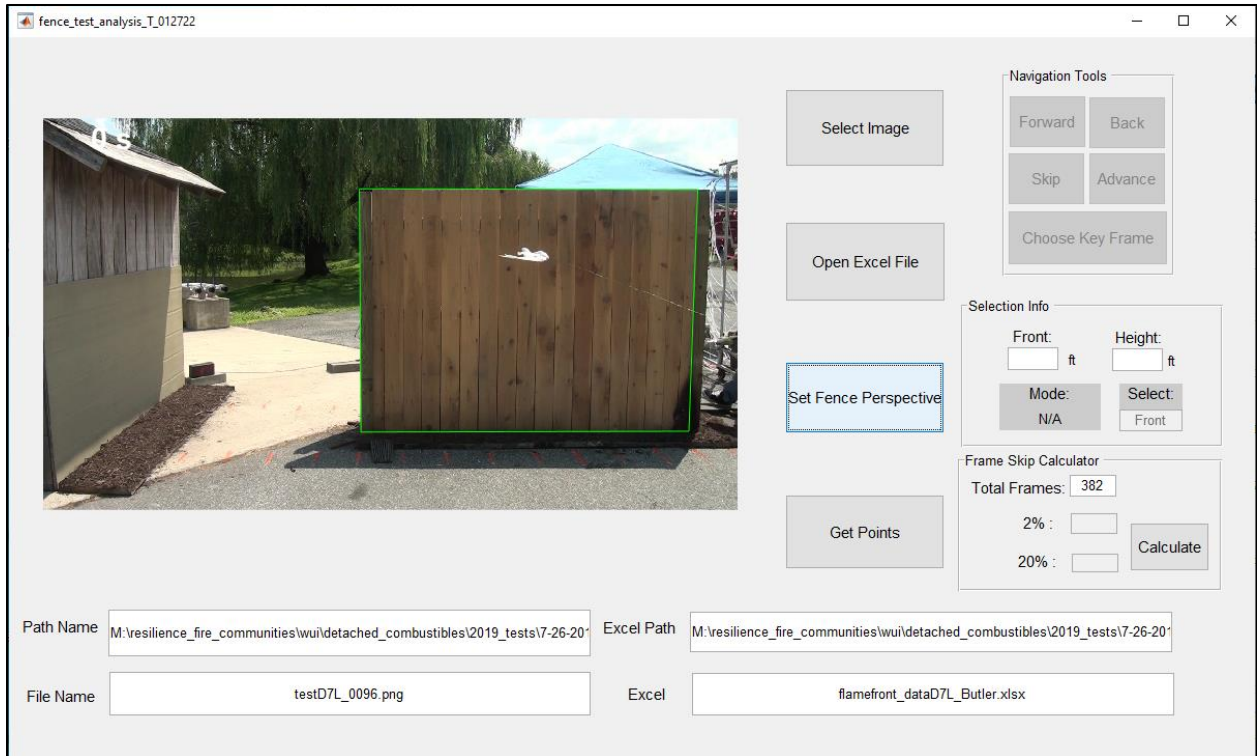 fence_test_analysis_T_012722
0 s
Select Image
Open Excel File
Set Fence Perspective
Get Points
Navigation Tools
Forward
Back
Skip
Advance
Choose Key Frame
Selection Info
Front:
Height:
ft
ft
Mode:
Select:
N/A
Front
Frame Skip Calculator
Total Frames:
382
2% :
20% :
Calculate
Path Name
M:\resilience_fire_communities\wui\detached_combustibles\2019_tests\7-26-201
Excel Path
M:\resilience_fire_communities\wui\detached_combustibles\2019_tests\7-26-201
File Name
testD7L_0096.png
Excel
flamefront_dataD7L_Butler.xlsx